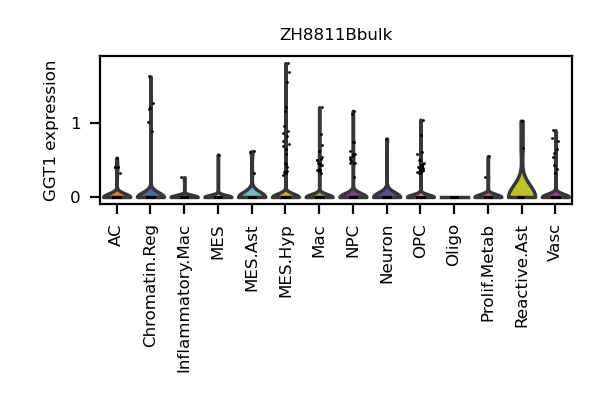 ZH8811Bbulk
GGT1 expression
1
0
AC
Chromatin.Reg
Inflammatory.Mac
MES
MES.Ast
MES.Hyp
Mac
NPC
Neuron
OPC
Oligo
Prolif.Metab
Reactive.Ast
Vasc